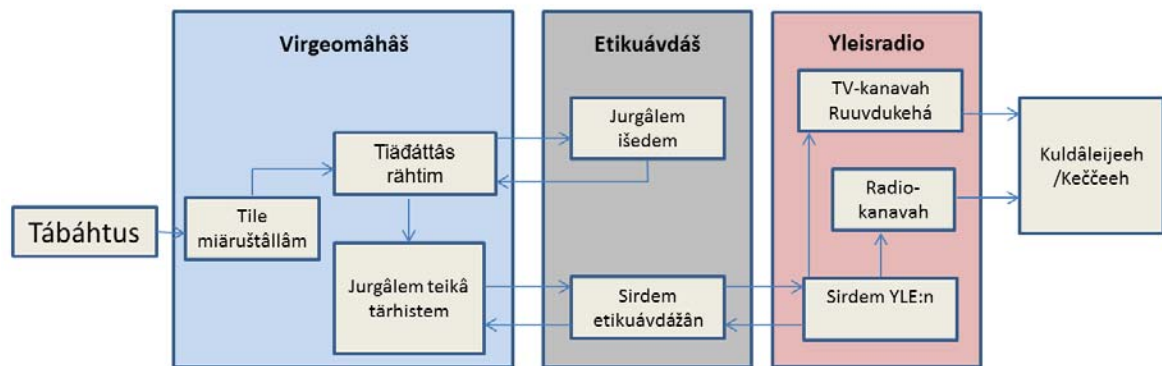 Virgeomâhâš
Etikuávdáš
Yleisradio
Tábáhtus
Tile
miäruštâllâm
Tiäđáttâs
rähtim
Jurgâlem teikâ
tärhistem
Jurgâlem
išedem
Sirdem
etikuávdážân
TV-kanavah
Ruuvdukehá
Radio-
kanavah
Sirdem YLE:n
Kuldâleijeeh
/Keččeeh